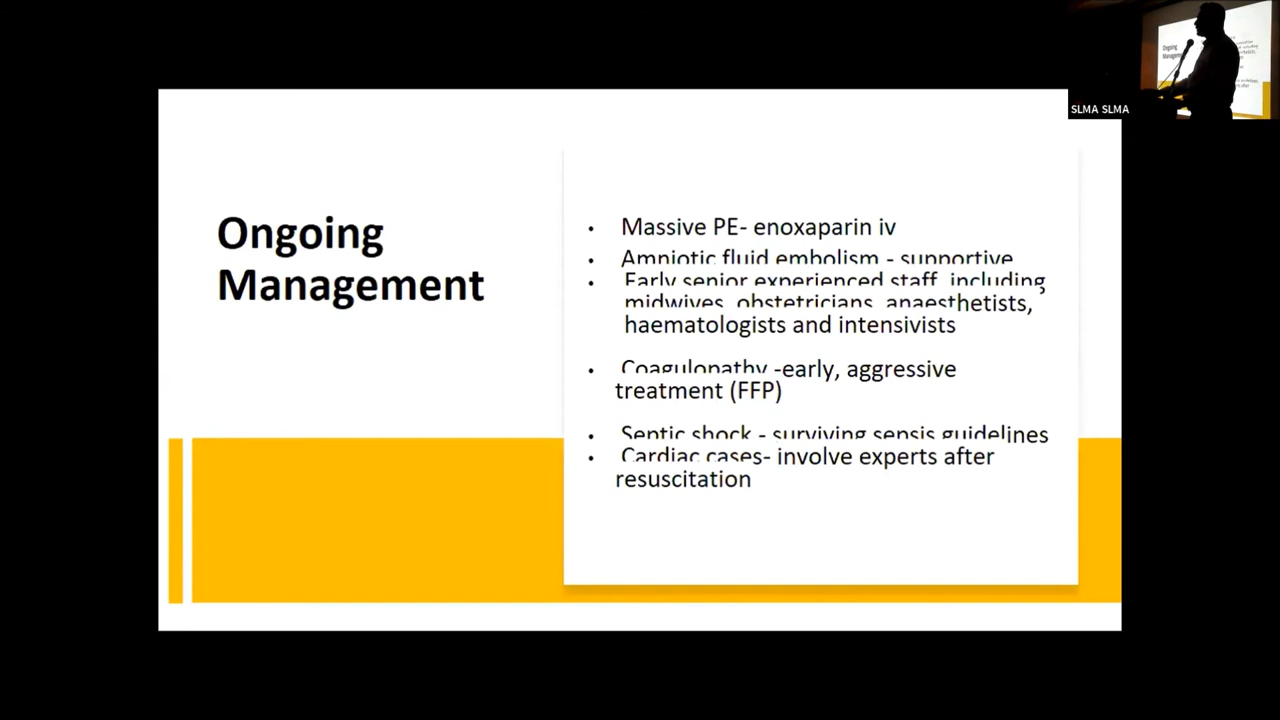 SLMA SLMA
Ongoing
Management
• Massive PE- enoxaparin iv
• Amniotic fluid embolism - supportive
• Early senior experienced staff, including
midwives, obstetricians, anaesthetists,
haematologists and intensivists
• Coagulopathy -early, aggressive
treatment (FFP)
• Septic shock - surviving sepsis guidelines
• Cardiac cases- involve experts after
resuscitation